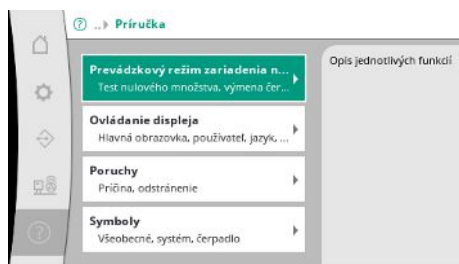 ..▸ Príručka
Prevádzkový režim zariadenia n...
Test nulového množstva, výmena čer...
Opis jednotlivých funkcií
Ovládanie displeja
Hlavná obrazovka, používateľ, jazyk, ...
Poruchy
Príčina, odstránenie
Symboly
Všeobecné, systém, čerpadlo